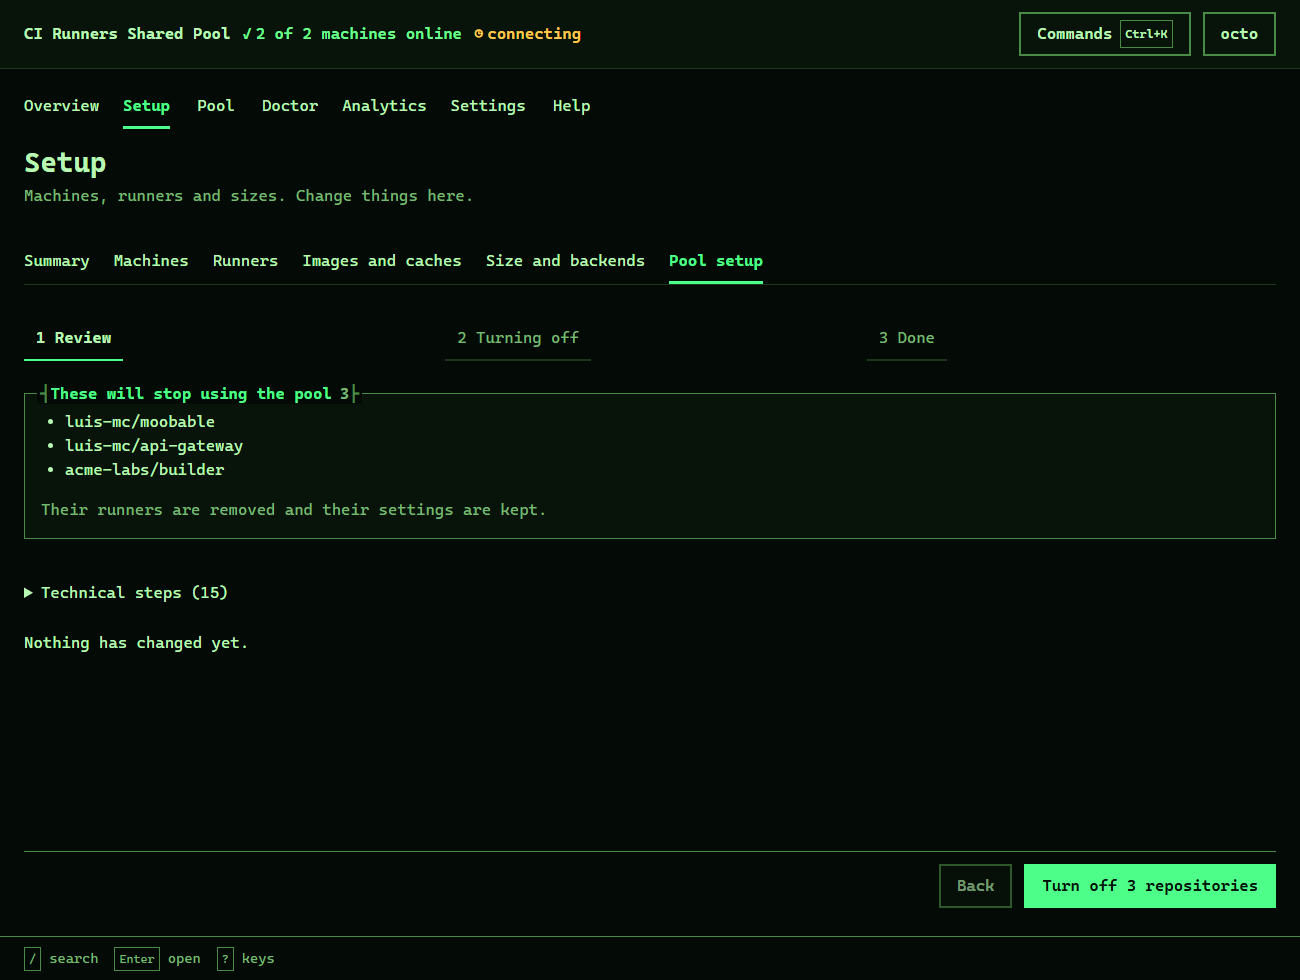 CI Runners Shared Pool ✓ 2 of 2 machines online connecting Commands Ctrl+K octo
Overview Setup Pool Doctor Analytics Settings Help
Setup
Machines, runners and sizes. Change things here.
Summary Machines Runners Images and caches Size and backends Pool setup
1 Review 2 Turning off 3 Done
These will stop using the pool 3
• luis-mc/moobable
• luis-mc/api-gateway
• acme-labs/builder
Their runners are removed and their settings are kept.
▶ Technical steps (15)
Nothing has changed yet.
Back Turn off 3 repositories
/ search Enter open ? keys